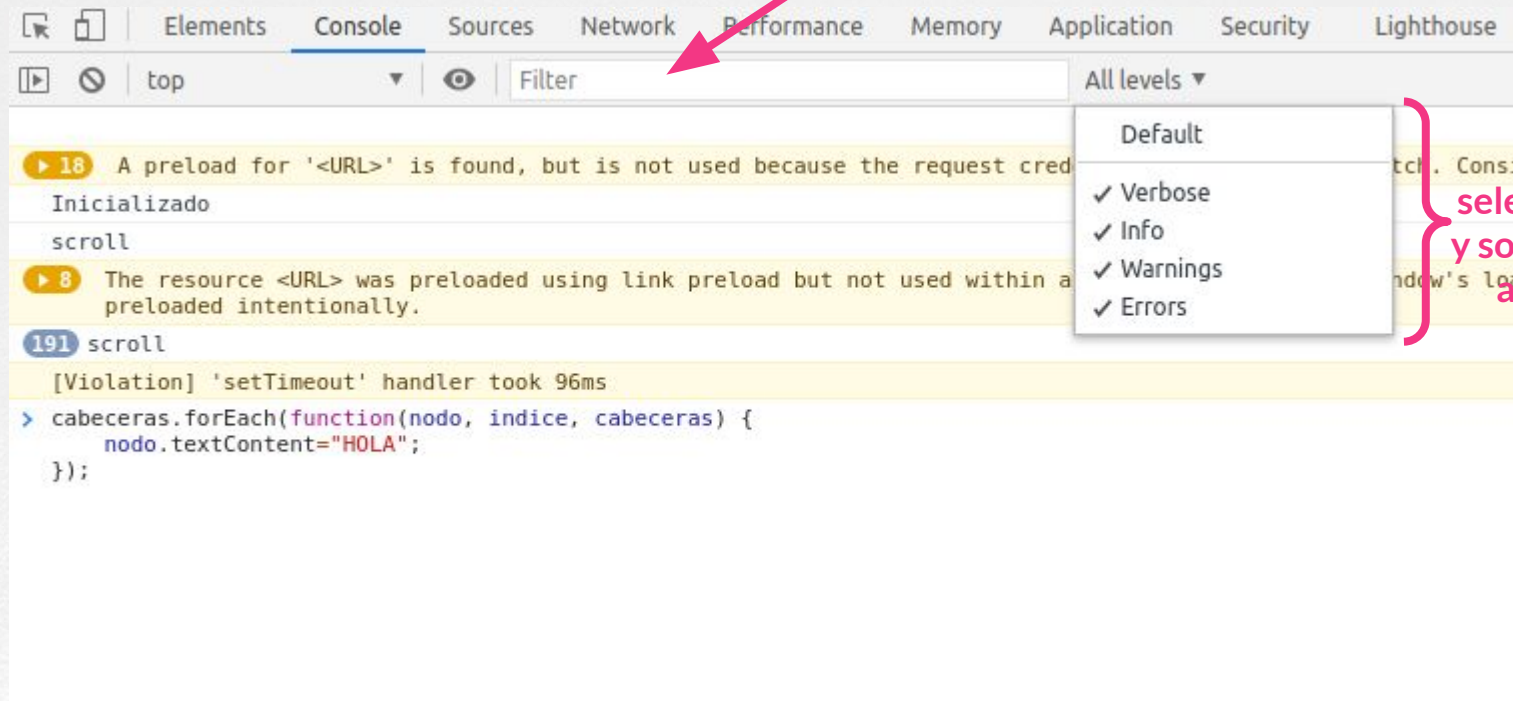 Elements Console Sources Network Performance Memory Application Security Lighthouse
top Filter All levels
Default
Verbose
Info
Warnings
Errors
18 A preload for '<URL>' is found, but is not used because the request
Inicializado
scroll
8 The resource <URL> was preloaded using link preload but not used within a
preloaded intentionally.
191 scroll
[Violation] 'setTimeout' handler took 96ms
> cabeceras.forEach(function(nodo, indice, cabeceras) {
nodo.textContent="HOLA";
});
y